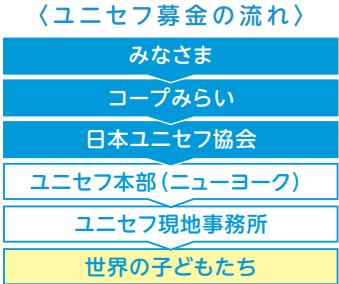 〈ユニセフ募金の流れ〉
みなさま
コープみらい
日本ユニセフ協会
ユニセフ本部(ニューヨーク)
ユニセフ現地事務所
世界の子どもたち